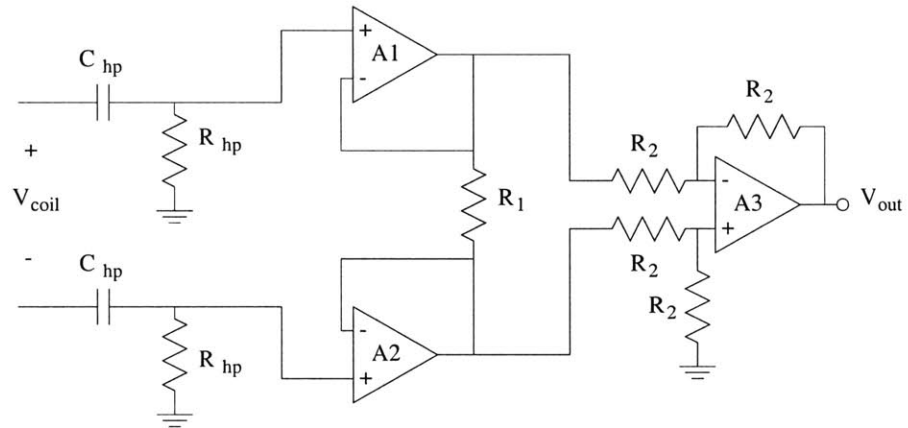 C hp
+
A1
-
R hp
R 2
R 2
+
V coil
-
R 1
-
A3
+
V out
R 2
C hp
R 2
-
A2
+
R hp